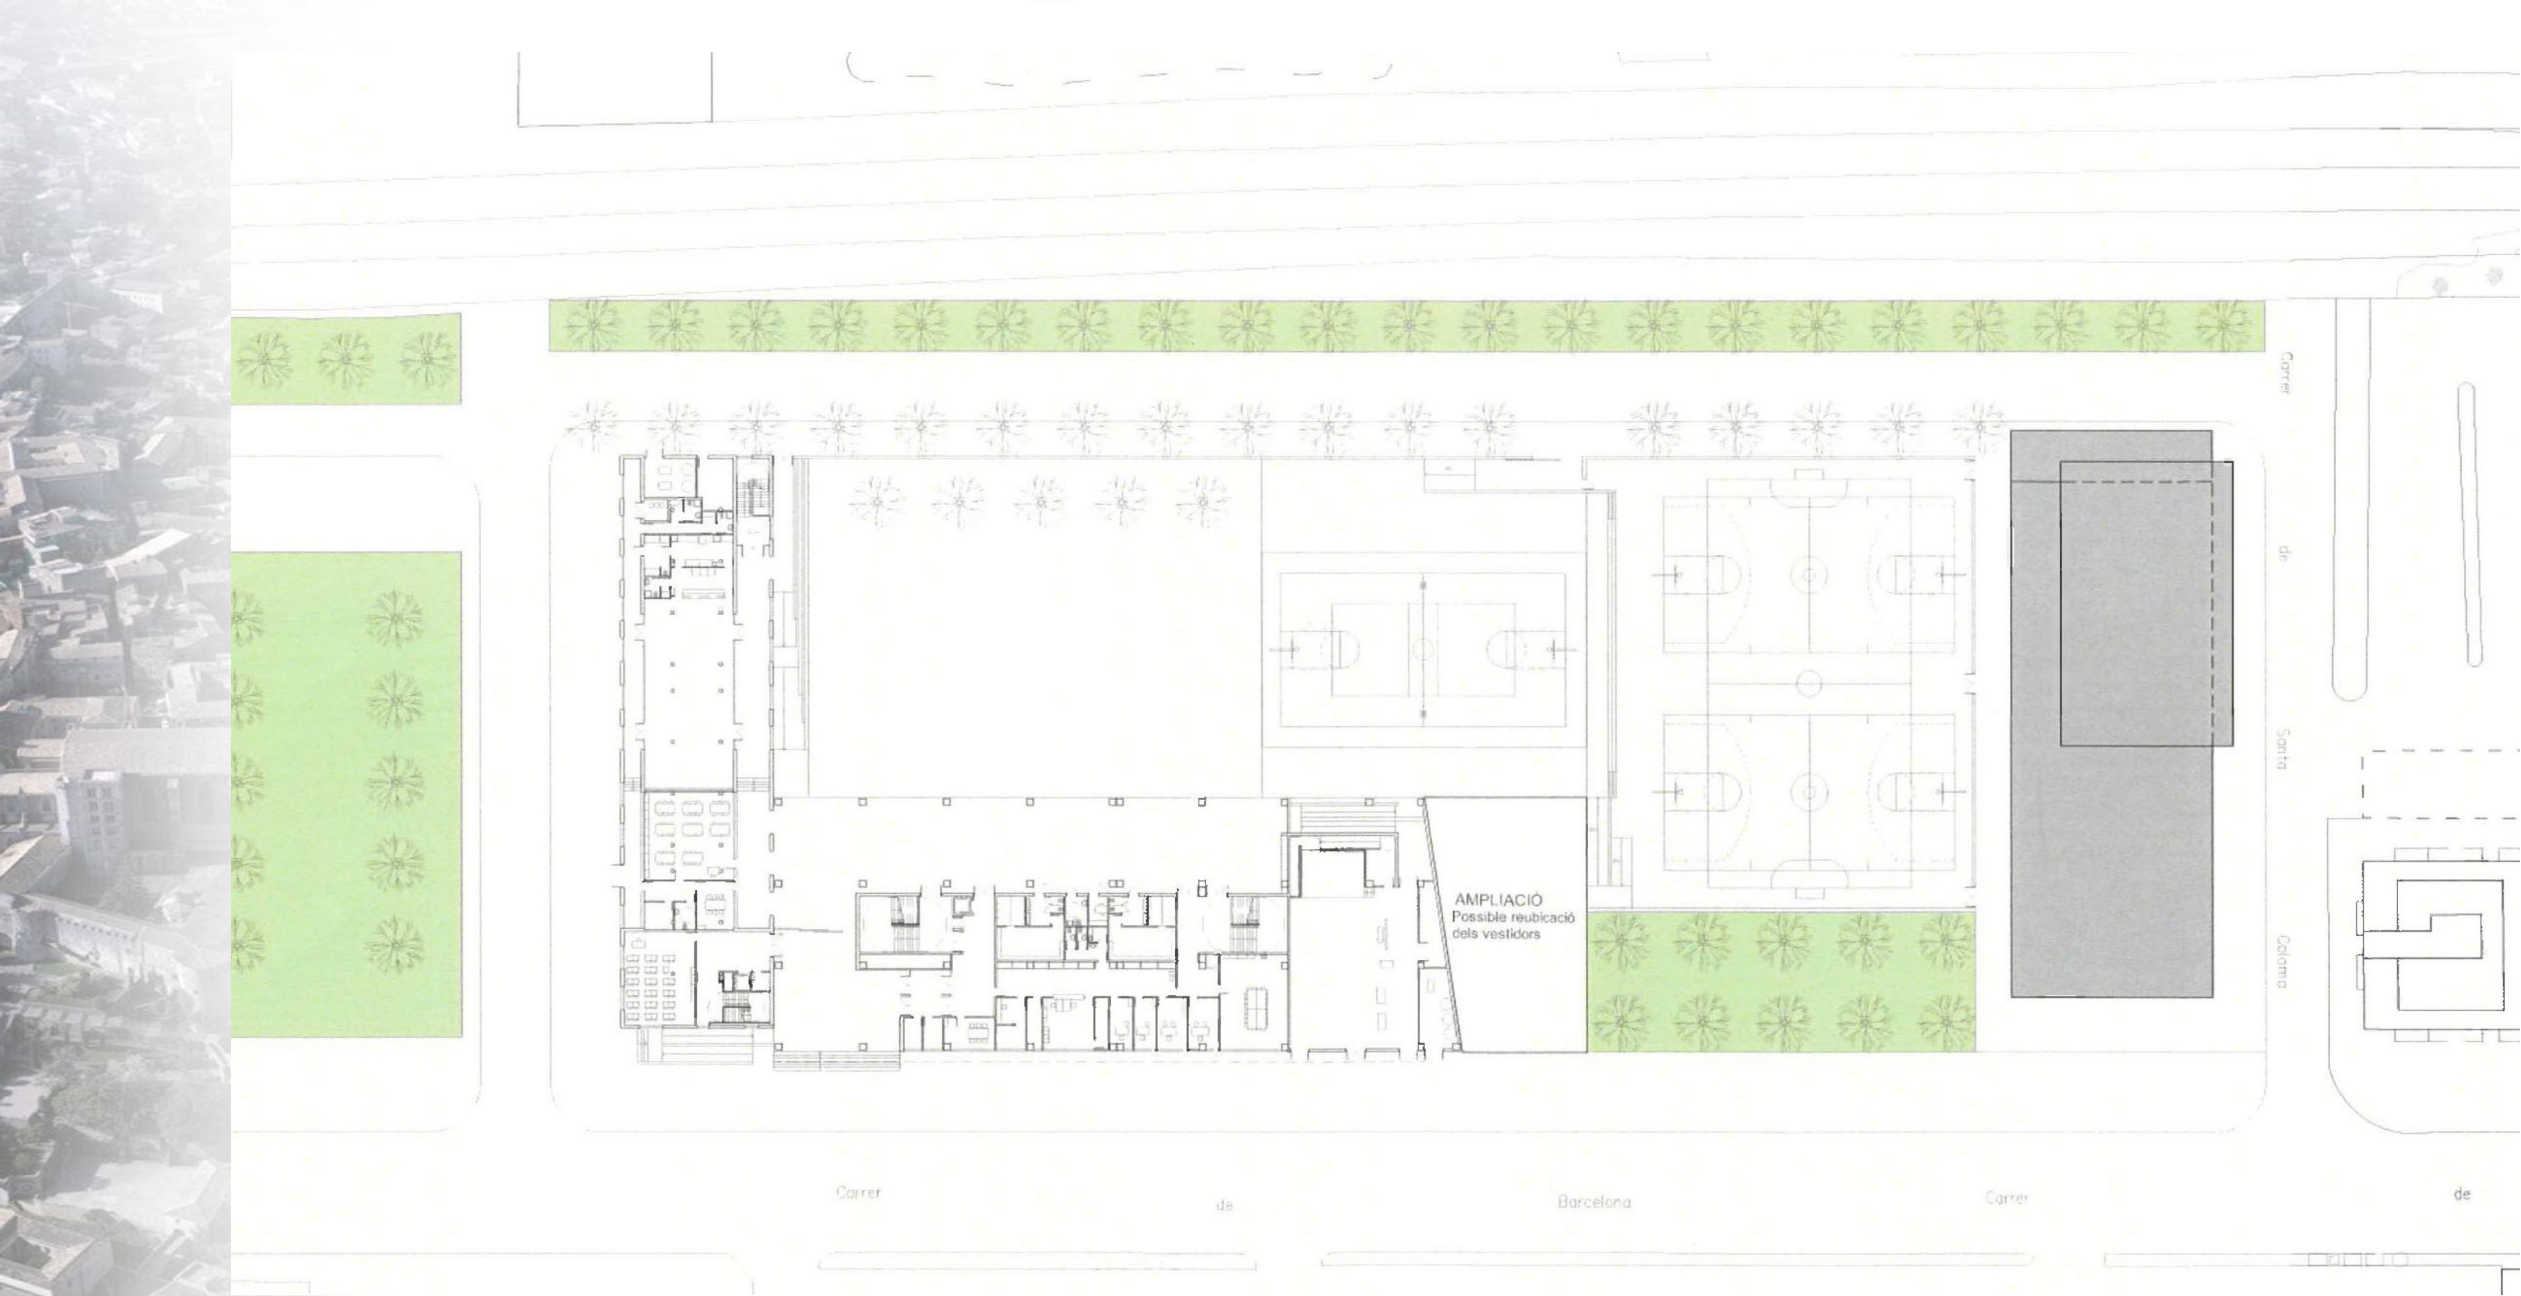 Carrer
de
Santa
Coloma
AMPLIACIÓ
Possible reubicació
dels vestidors
Carrer
de
Barcelona
Carrer
de